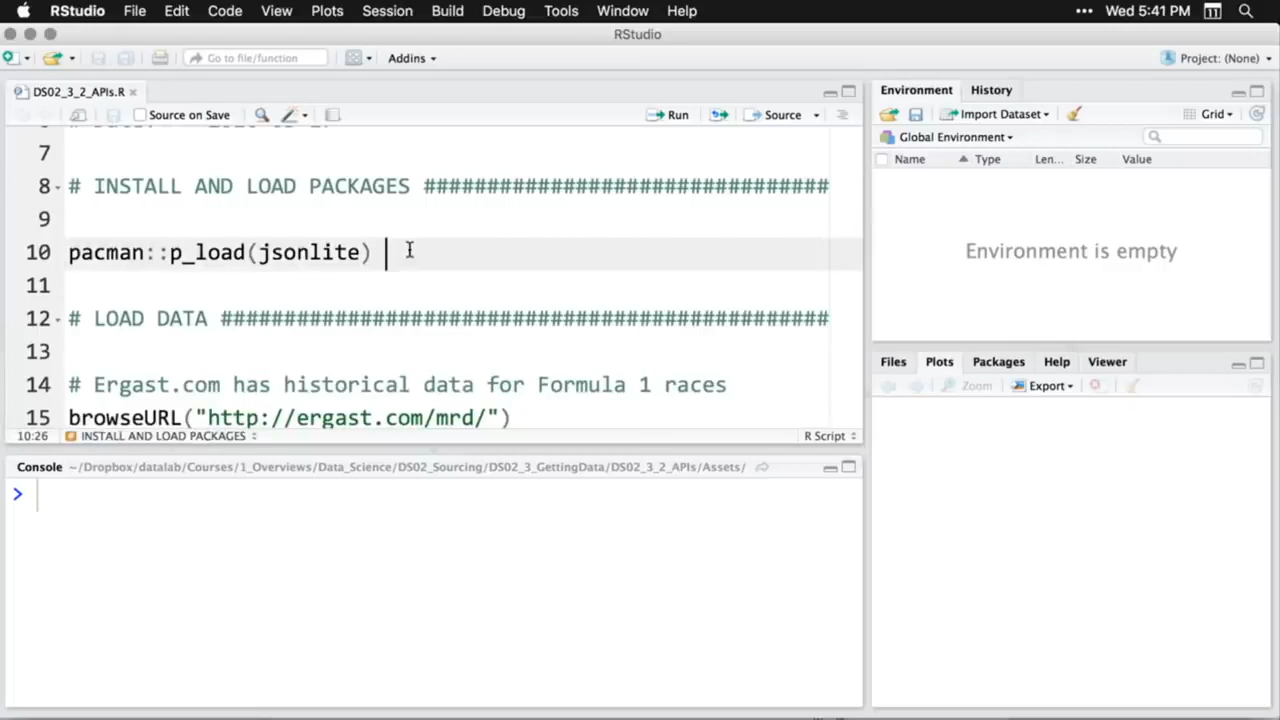 RStudio File Edit Code View Plots Session Build Debug Tools Window Help ••• Wed 5:41 PM 11
RStudio
Go to file/function Addins Project: (None)
DS02_3_2_APIs.R
Source on Save Run Source
7
8 # INSTALL AND LOAD PACKAGES ################################
9
10 pacman::p_load(jsonlite)
11
12 # LOAD DATA ################################################
13
14 # Ergast.com has historical data for Formula 1 races
15 browseURL("http://ergast.com/mrd/")
10:26 INSTALL AND LOAD PACKAGES R Script
Console ~/Dropbox/datalab/Courses/1_Overviews/Data_Science/DS02_Sourcing/DS02_3_GettingData/DS02_3_2_APIs/Assets/
>
Environment History
Import Dataset Grid
Global Environment
Name Type Len... Size Value
Environment is empty
Files Plots Packages Help Viewer
Zoom Export